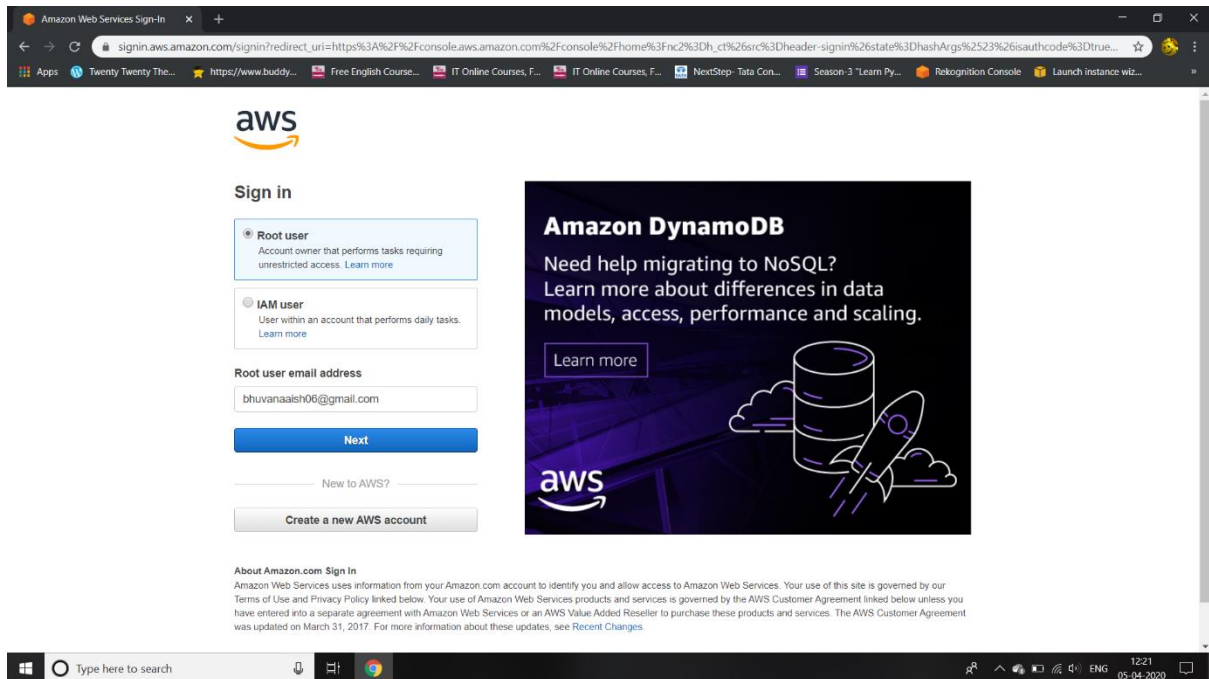 Amazon Web Services Sign-In
signin.aws.amazon.com/signin?redirect_uri=https%3A%2F%2Fconsole.aws.amazon.com%2Fconsole%2Fhome%3Fnc2%3Dh_ct%26src%3Dheader-signin%26state%3DhashArgs%2523%26isauthcode%3Dtrue...
Apps Twenty Twenty The... https://www.buddy... Free English Course... IT Online Courses, F... IT Online Courses, F... NextStep- Tata Con... Season-3 "Learn Py... Rekognition Console Launch instance wiz... »
aws
Sign in
Root user
Account owner that performs tasks requiring
unrestricted access. Learn more
IAM user
User within an account that performs daily tasks.
Learn more
Root user email address
bhuvanaaish06@gmail.com
Next
New to AWS?
Create a new AWS account
Amazon DynamoDB
Need help migrating to NoSQL?
Learn more about differences in data
models, access, performance and scaling.
Learn more
aws
About Amazon.com Sign In
Amazon Web Services uses information from your Amazon.com account to identify you and allow access to Amazon Web Services. Your use of this site is governed by our
Terms of Use and Privacy Policy linked below. Your use of Amazon Web Services products and services is governed by the AWS Customer Agreement linked below unless you
have entered into a separate agreement with Amazon Web Services or an AWS Value Added Reseller to purchase these products and services. The AWS Customer Agreement
was updated on March 31, 2017. For more information about these updates, see Recent Changes.
Type here to search
ENG
12:21
05-04-2020